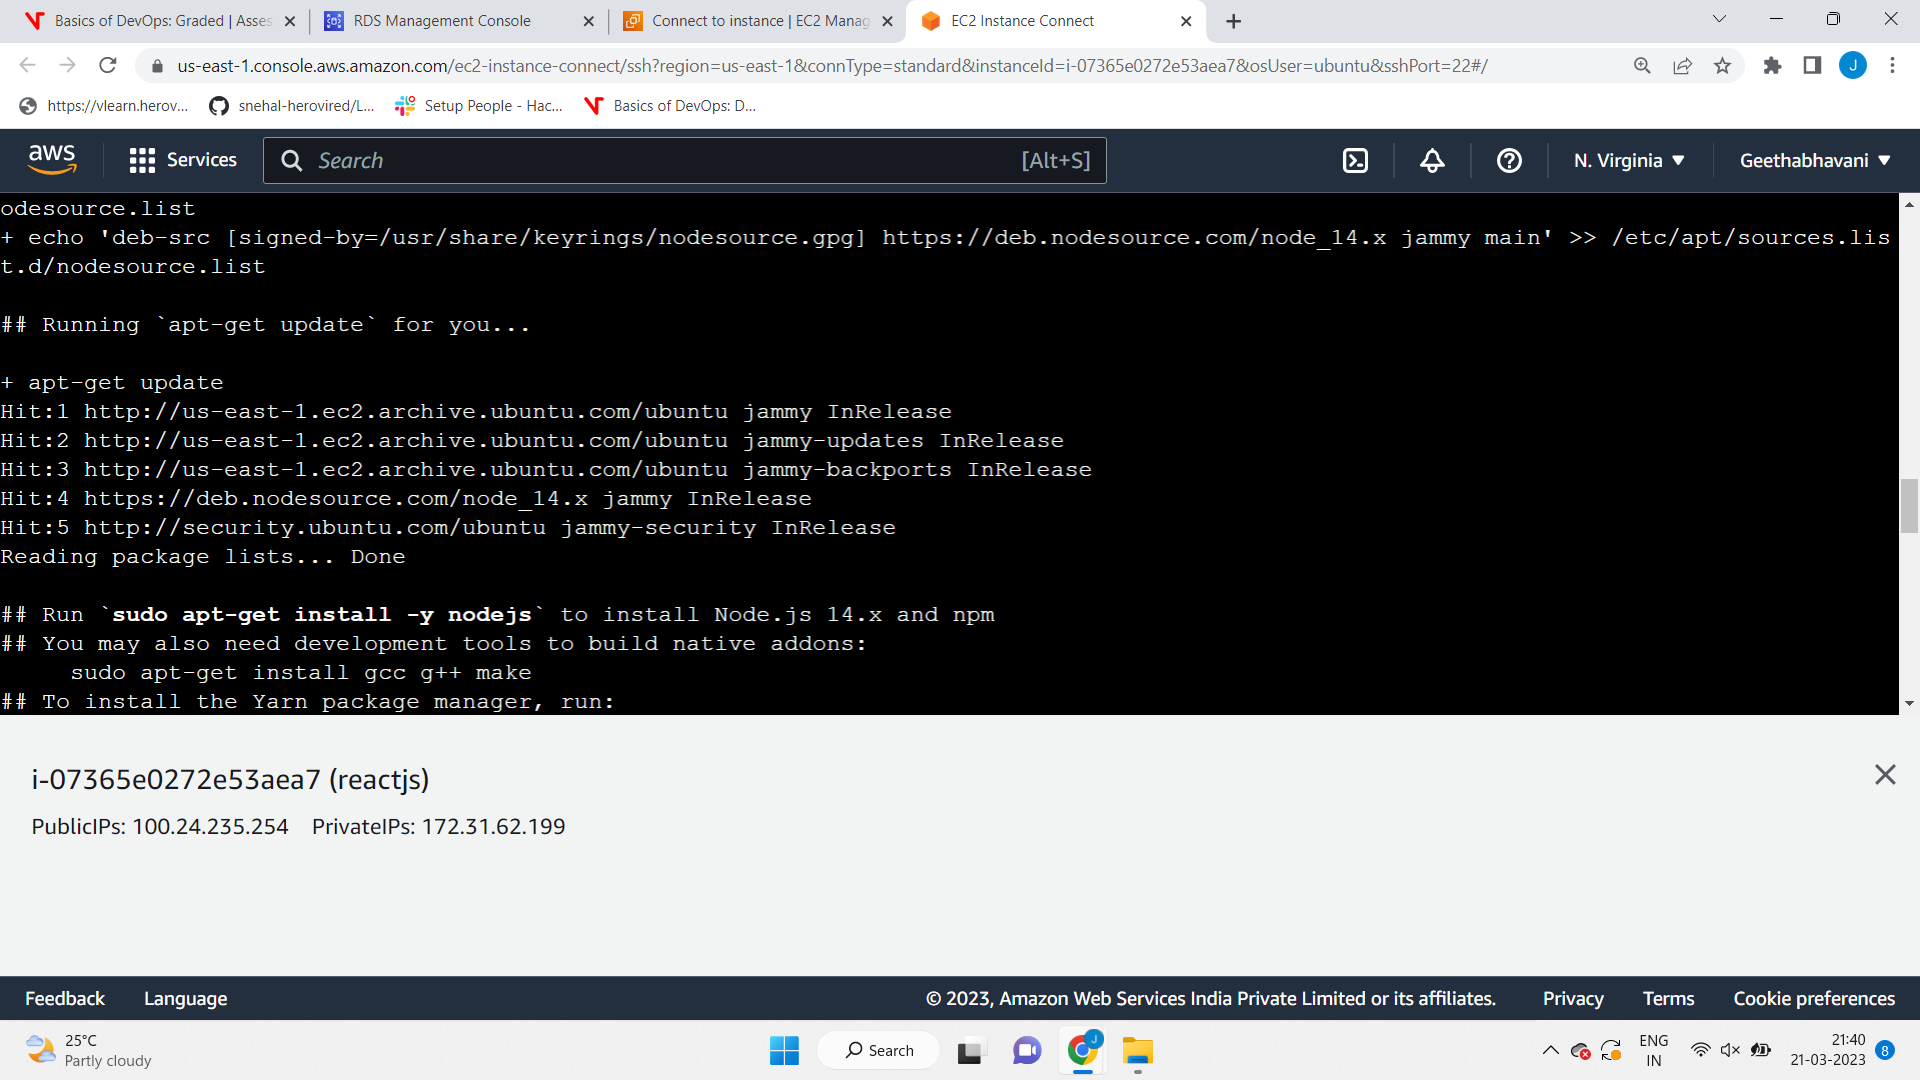 Basics of DevOps: Graded | Asses
RDS Management Console
Connect to instance | EC2 Manag
EC2 Instance Connect
us-east-1.console.aws.amazon.com/ec2-instance-connect/ssh?region=us-east-1&connType=standard&instanceId=i-07365e0272e53aea7&osUser=ubuntu&sshPort=22#/
J
https://vlearn.herov...
snehal-herovired/L...
Setup People - Hac...
Basics of DevOps: D...
aws
Services
Search
[Alt+S]
N. Virginia
Geethabhavani
odesource.list
+ echo 'deb-src [signed-by=/usr/share/keyrings/nodesource.gpg] https://deb.nodesource.com/node_14.x jammy main' >> /etc/apt/sources.lis
t.d/nodesource.list
## Running `apt-get update` for you...
+ apt-get update
Hit:1 http://us-east-1.ec2.archive.ubuntu.com/ubuntu jammy InRelease
Hit:2 http://us-east-1.ec2.archive.ubuntu.com/ubuntu jammy-updates InRelease
Hit:3 http://us-east-1.ec2.archive.ubuntu.com/ubuntu jammy-backports InRelease
Hit:4 https://deb.nodesource.com/node_14.x jammy InRelease
Hit:5 http://security.ubuntu.com/ubuntu jammy-security InRelease
Reading package lists... Done
## Run `sudo apt-get install -y nodejs` to install Node.js 14.x and npm
## You may also need development tools to build native addons:
sudo apt-get install gcc g++ make
## To install the Yarn package manager, run:
i-07365e0272e53aea7 (reactjs)
PublicIPs: 100.24.235.254 PrivateIPs: 172.31.62.199
Feedback
Language
© 2023, Amazon Web Services India Private Limited or its affiliates.
Privacy
Terms
Cookie preferences
25°C
Partly cloudy
Search
J
ENG
IN
21:40
21-03-2023
8